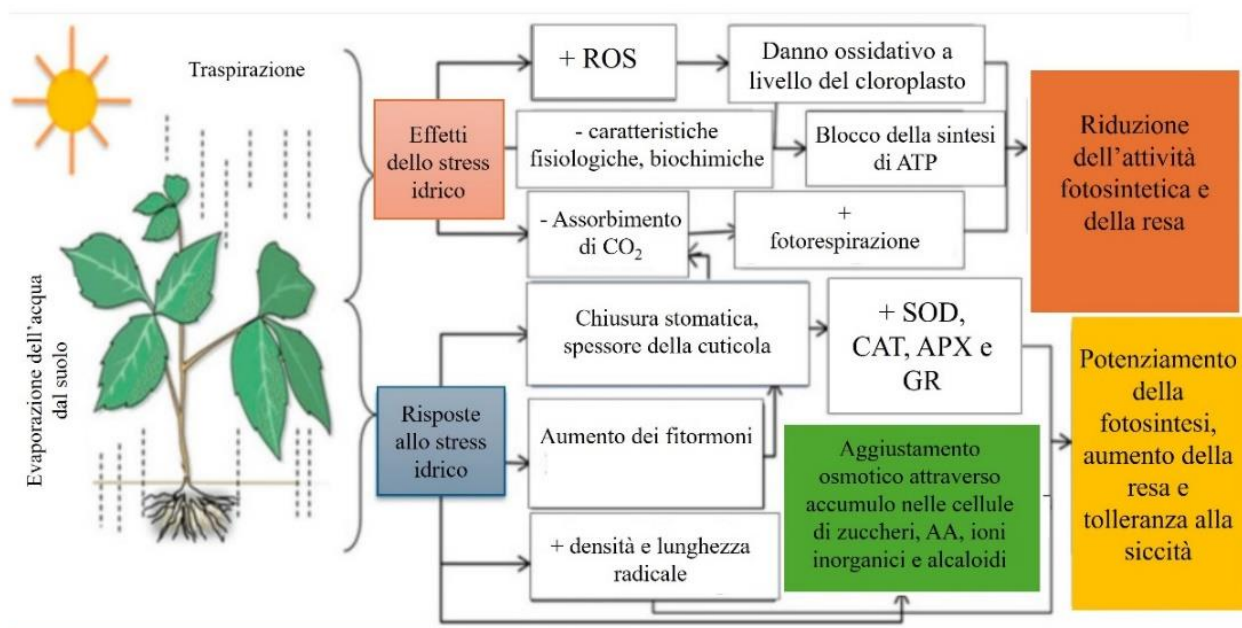 Traspirazione
Evaporazione dell’acqua
dal suolo
Effetti
dello stress
idrico
+ ROS
Danno ossidativo a
livello del cloroplasto
- caratteristiche
fisiologiche, biochimiche
Blocco della sintesi
di ATP
- Assorbimento
di CO₂
+
fotorespirazione
Riduzione
dell’attività
fotosintetica e
della resa
Risposte
allo stress
idrico
Chiusura stomatica,
spessore della cuticola
+ SOD,
CAT, APX e
GR
Aumento dei fitormoni
+ densità e lunghezza
radicale
Aggiustamento
osmotico attraverso
accumulo nelle cellule
di zuccheri, AA, ioni
inorganici e alcaloidi
Potenziamento
della
fotosintesi,
aumento della
resa e
tolleranza alla
siccità